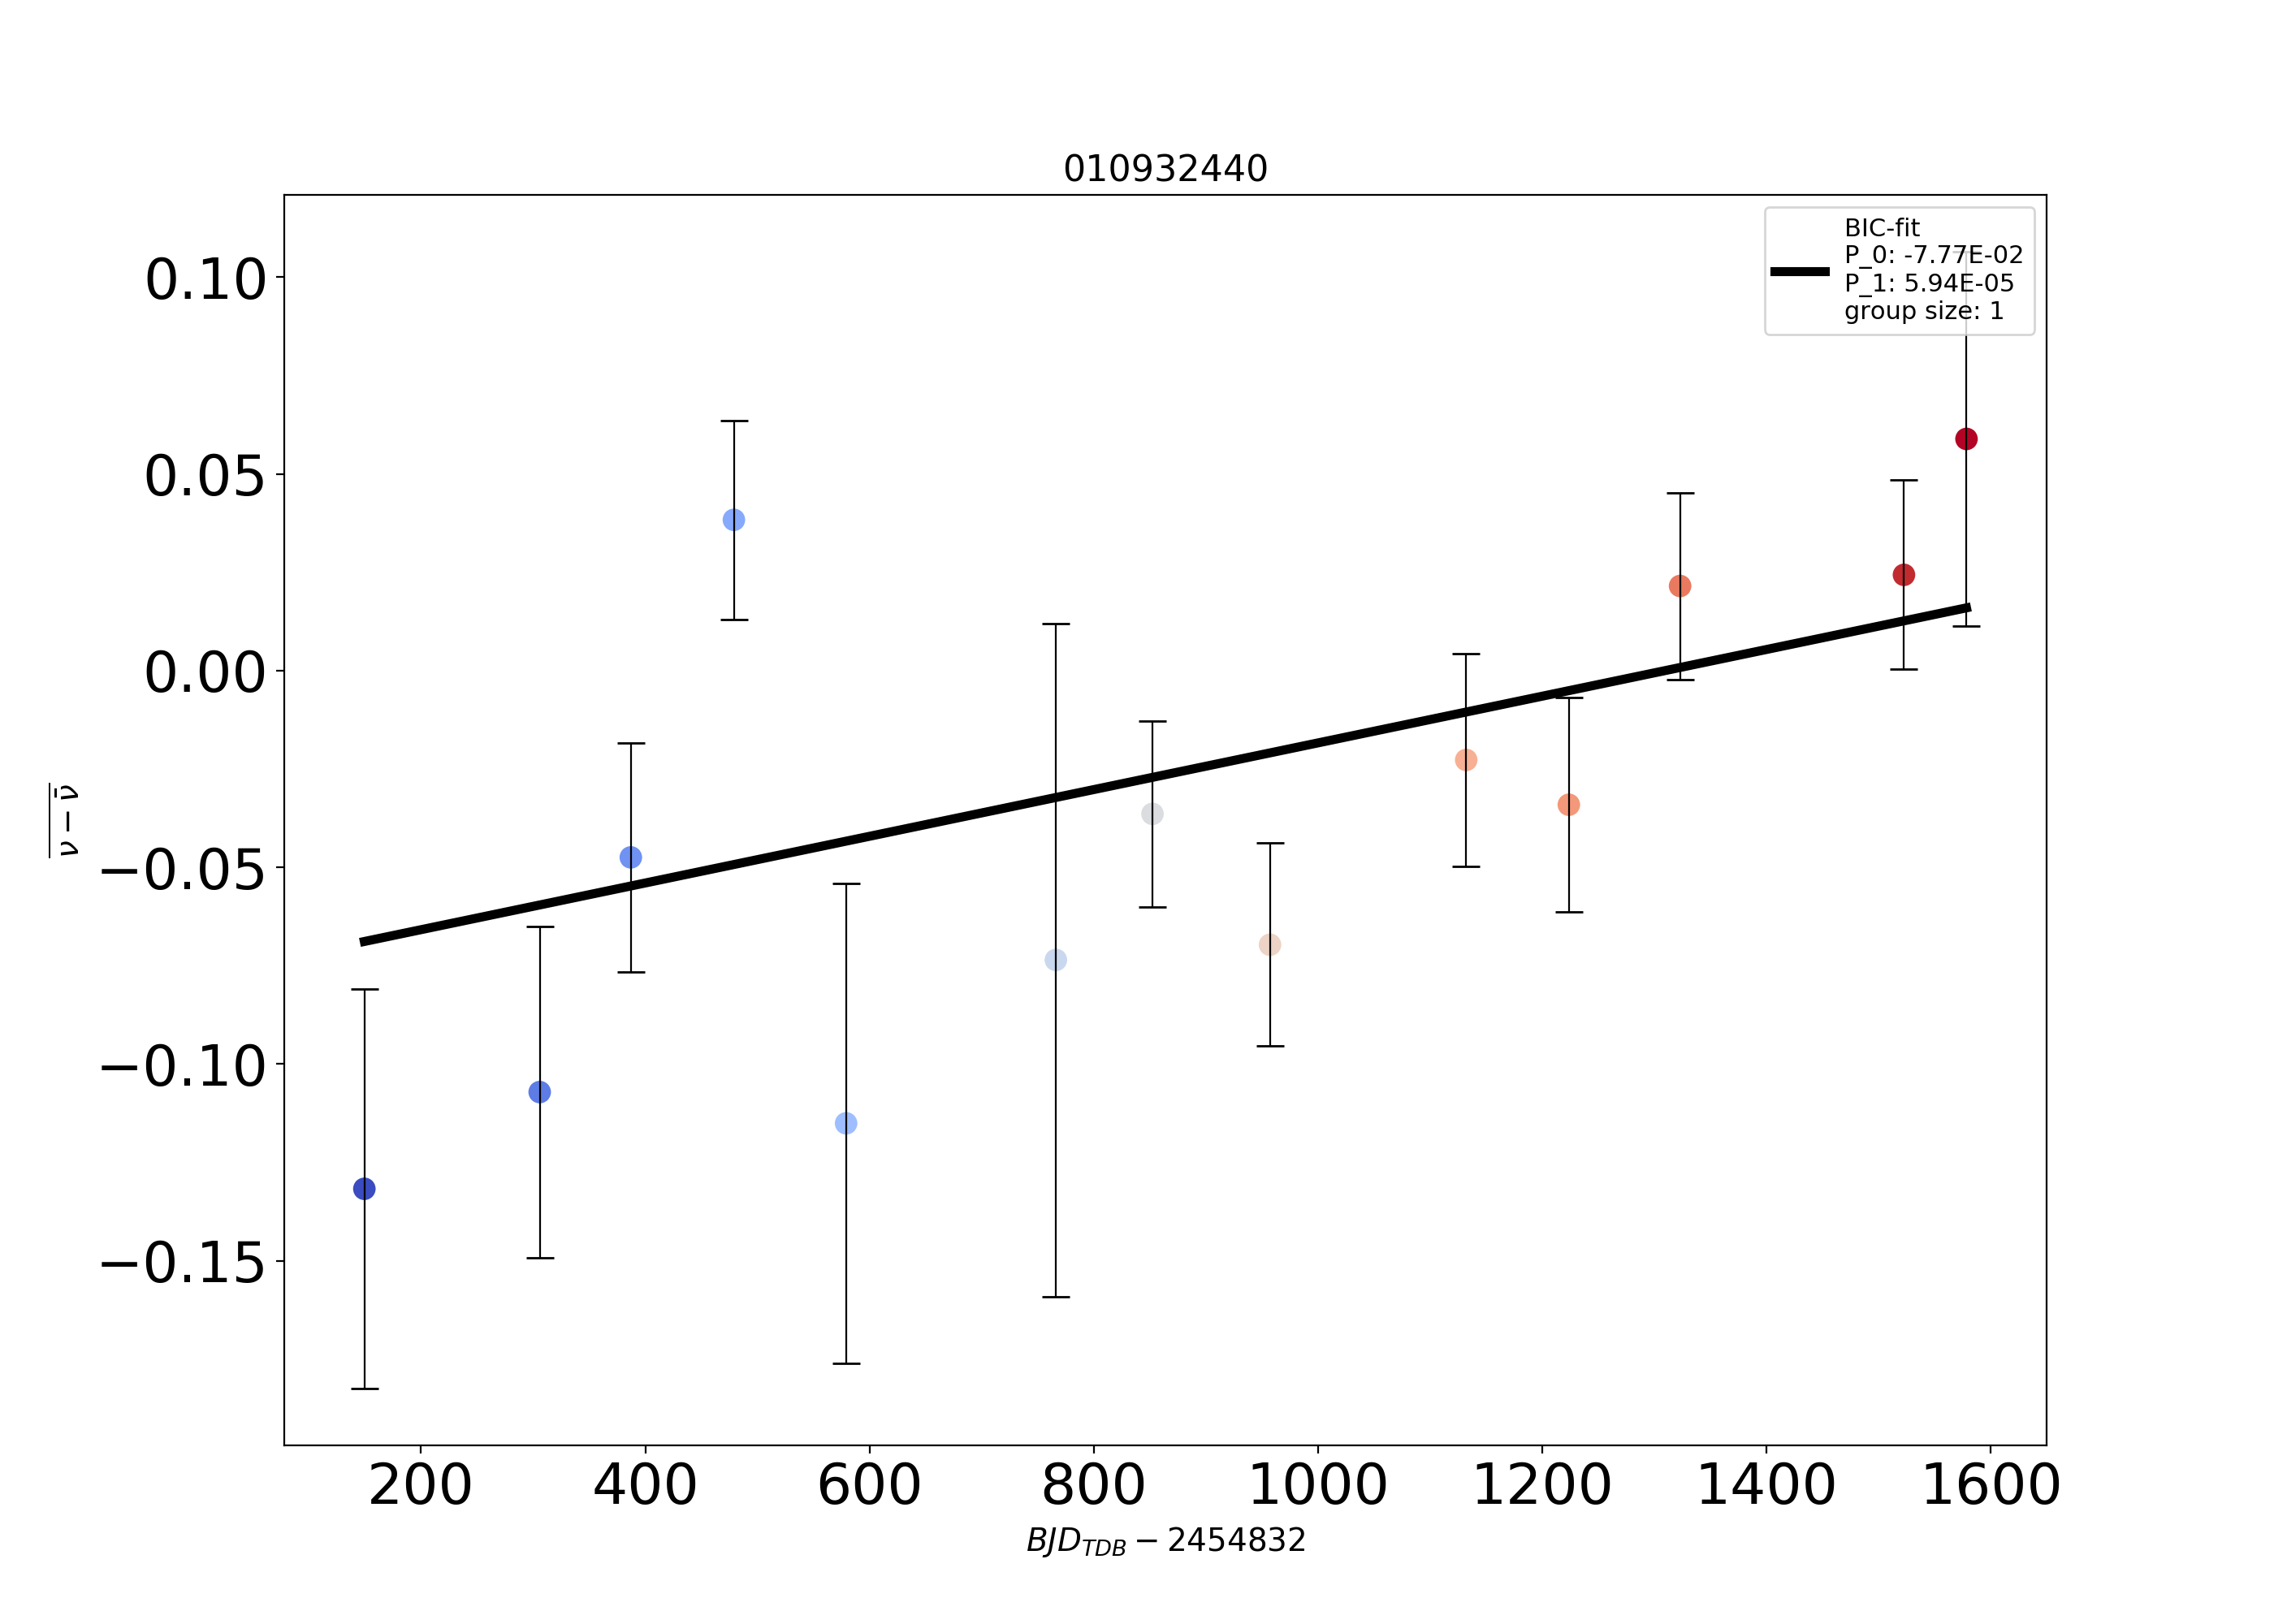 010932440
BIC-fit
P_0: -7.77E-02
P_1: 5.94E-05
group size: 1
0.10
0.05
0.00
−0.05
−0.10
−0.15
ν − ν̄
200 400 600 800 1000 1200 1400 1600
BJD_TDB − 2454832